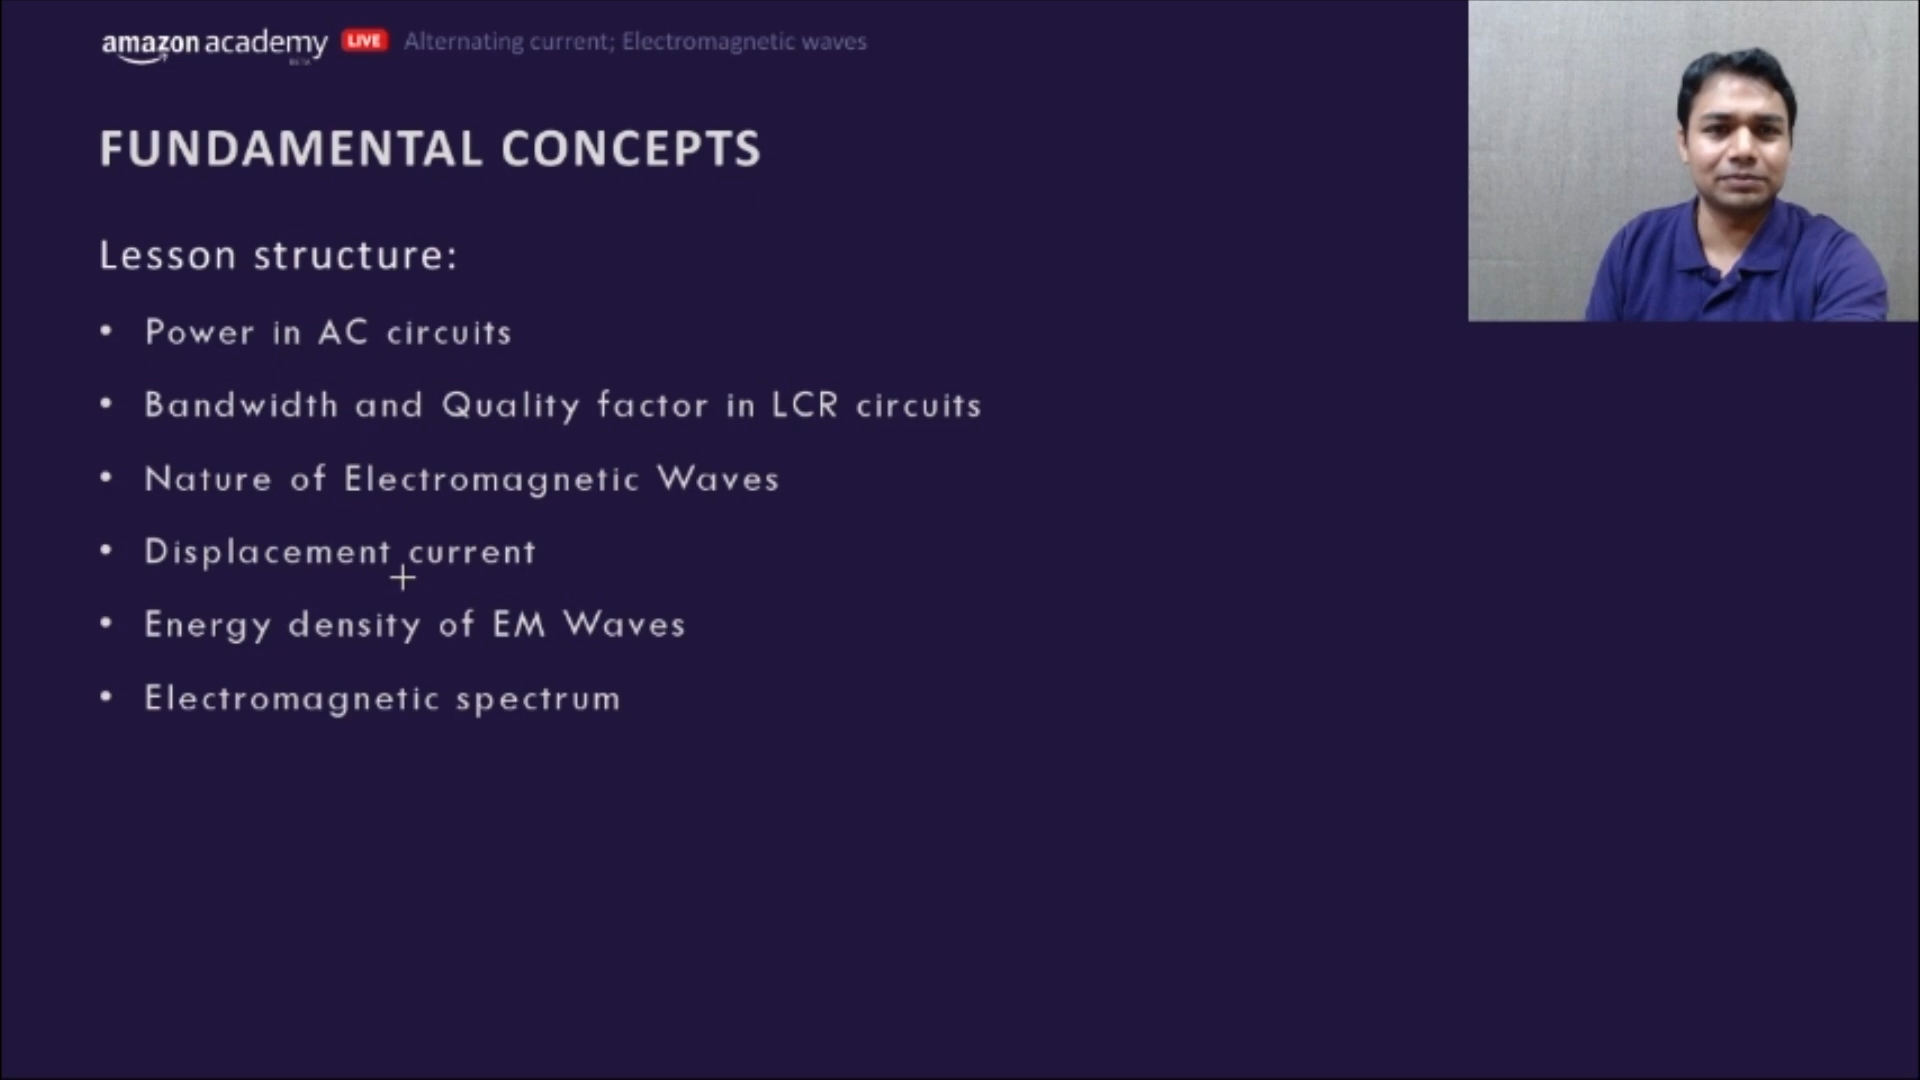 amazon academy LIVE Alternating current; Electromagnetic waves
BETA
FUNDAMENTAL CONCEPTS
Lesson structure:
• Power in AC circuits
• Bandwidth and Quality factor in LCR circuits
• Nature of Electromagnetic Waves
• Displacement current
• Energy density of EM Waves
• Electromagnetic spectrum